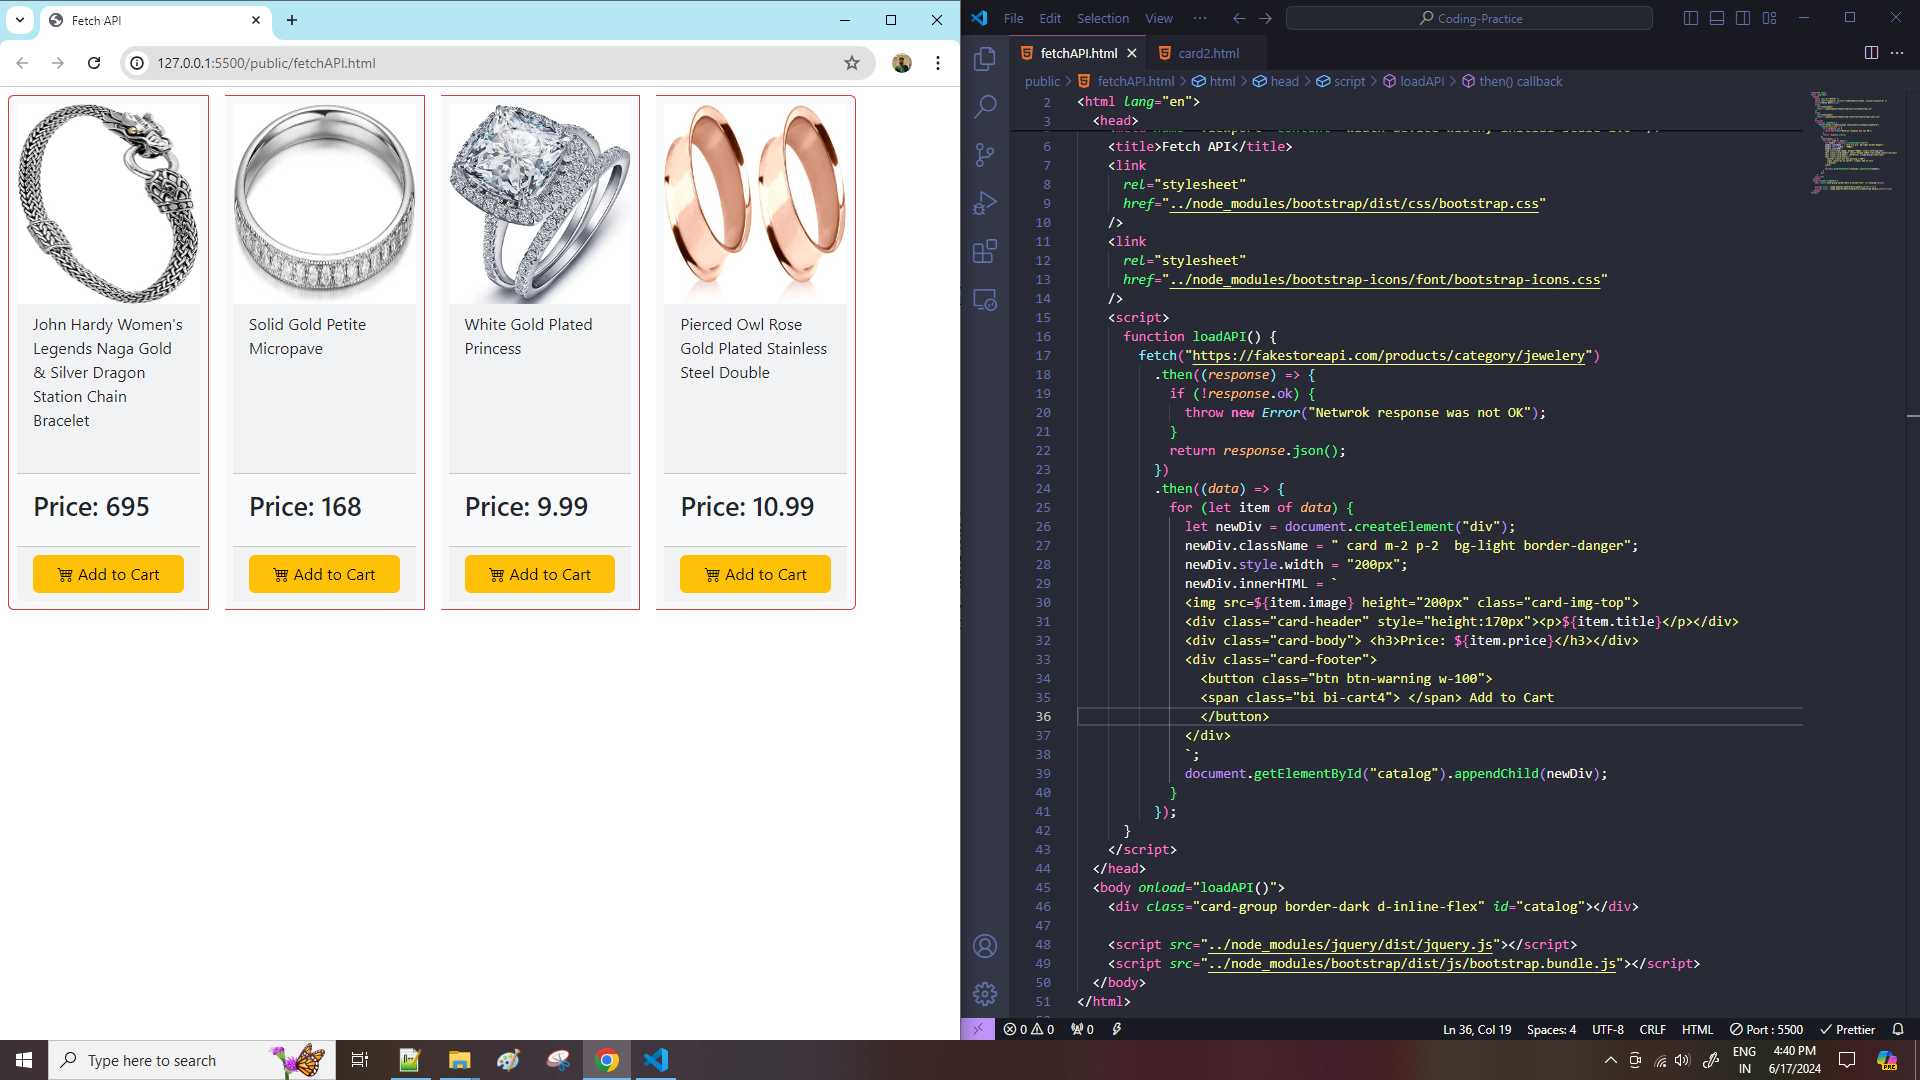 Fetch API
127.0.0.1:5500/public/fetchAPI.html
John Hardy Women's
Legends Naga Gold
& Silver Dragon
Station Chain
Bracelet
Price: 695
Add to Cart
Solid Gold Petite
Micropave
Price: 168
Add to Cart
White Gold Plated
Princess
Price: 9.99
Add to Cart
Pierced Owl Rose
Gold Plated Stainless
Steel Double
Price: 10.99
Add to Cart
File Edit Selection View ··· Coding-Practice
fetchAPI.html card2.html
public > fetchAPI.html > html > head > script > loadAPI > then() callback
2 <html lang="en">
3 <head>
6 <title>Fetch API</title>
7 <link
8 rel="stylesheet"
9 href="../node_modules/bootstrap/dist/css/bootstrap.css"
10 />
11 <link
12 rel="stylesheet"
13 href="../node_modules/bootstrap-icons/font/bootstrap-icons.css"
14 />
15 <script>
16 function loadAPI() {
17 fetch("https://fakestoreapi.com/products/category/jewelery")
18 .then((response) => {
19 if (!response.ok) {
20 throw new Error("Netwrok response was not OK");
21 }
22 return response.json();
23 })
24 .then((data) => {
25 for (let item of data) {
26 let newDiv = document.createElement("div");
27 newDiv.className = " card m-2 p-2  bg-light border-danger";
28 newDiv.style.width = "200px";
29 newDiv.innerHTML = `
30 <img src=${item.image} height="200px" class="card-img-top">
31 <div class="card-header" style="height:170px"><p>${item.title}</p></div>
32 <div class="card-body"> <h3>Price: ${item.price}</h3></div>
33 <div class="card-footer">
34 <button class="btn btn-warning w-100">
35 <span class="bi bi-cart4"> </span> Add to Cart
36 </button>
37 </div>
38 `;
39 document.getElementById("catalog").appendChild(newDiv);
40 }
41 });
42 }
43 </script>
44 </head>
45 <body onload="loadAPI()">
46 <div class="card-group border-dark d-inline-flex" id="catalog"></div>
47
48 <script src="../node_modules/jquery/dist/jquery.js"></script>
49 <script src="../node_modules/bootstrap/dist/js/bootstrap.bundle.js"></script>
50 </body>
51 </html>
0 0 0 Ln 36, Col 19 Spaces: 4 UTF-8 CRLF HTML Port : 5500 Prettier
Type here to search
ENG
IN
4:40 PM
6/17/2024